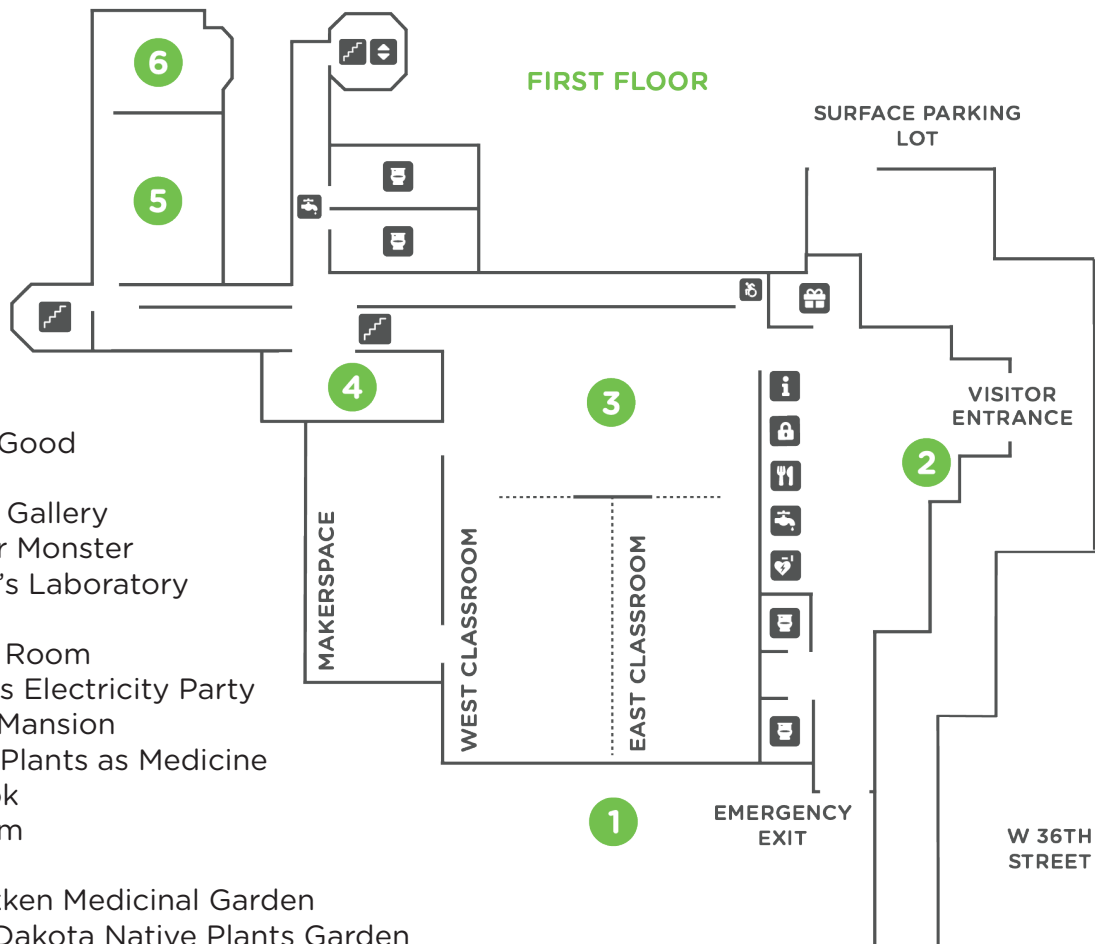 6
FIRST FLOOR
SURFACE PARKING
LOT
5
4
3
VISITOR
ENTRANCE
2
Good
Gallery
Monster
's Laboratory
Room
s Electricity Party
Mansion
Plants as Medicine
MAKERSPACE
WEST CLASSROOM
EAST CLASSROOM
1
EMERGENCY
EXIT
W 36TH
STREET
Medicinal Garden
Dakota Native Plants Garden